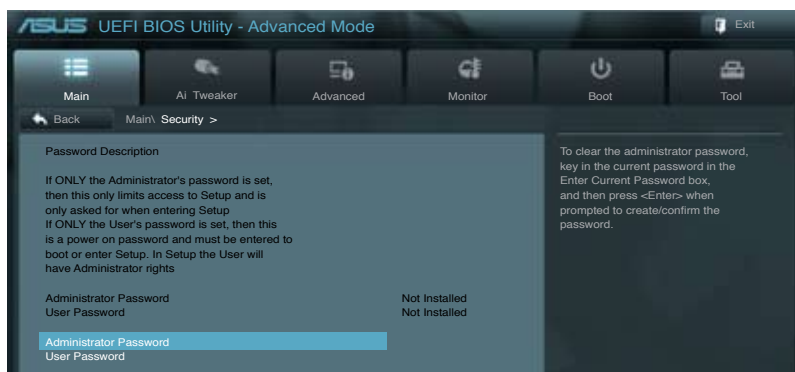 ASUS UEFI BIOS Utility - Advanced Mode
Exit
Main
Ai Tweaker
Advanced
Monitor
Boot
Tool
Back
Main\ Security >
Password Description
If ONLY the Administrator's password is set,
then this only limits access to Setup and is
only asked for when entering Setup
If ONLY the User's password is set, then this
is a power on password and must be entered to
boot or enter Setup. In Setup the User will
have Administrator rights
Administrator Password Not Installed
User Password Not Installed
Administrator Password
User Password
To clear the administrator password,
key in the current password in the
Enter Current Password box,
and then press <Enter> when
prompted to create/confirm the
password.